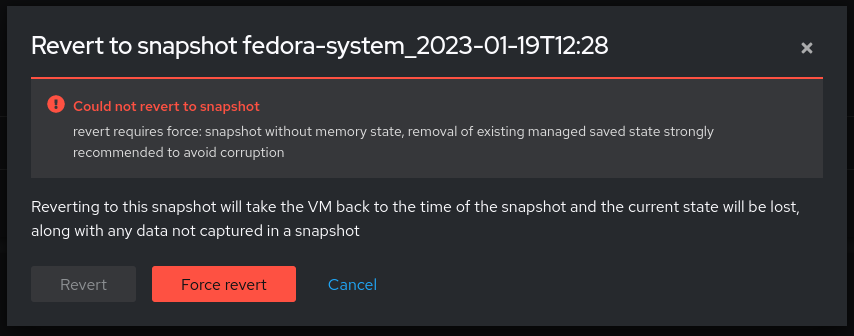 Revert to snapshot fedora-system_2023-01-19T12:28
Could not revert to snapshot
revert requires force: snapshot without memory state, removal of existing managed saved state strongly
recommended to avoid corruption
Reverting to this snapshot will take the VM back to the time of the snapshot and the current state will be lost,
along with any data not captured in a snapshot
Revert Force revert Cancel